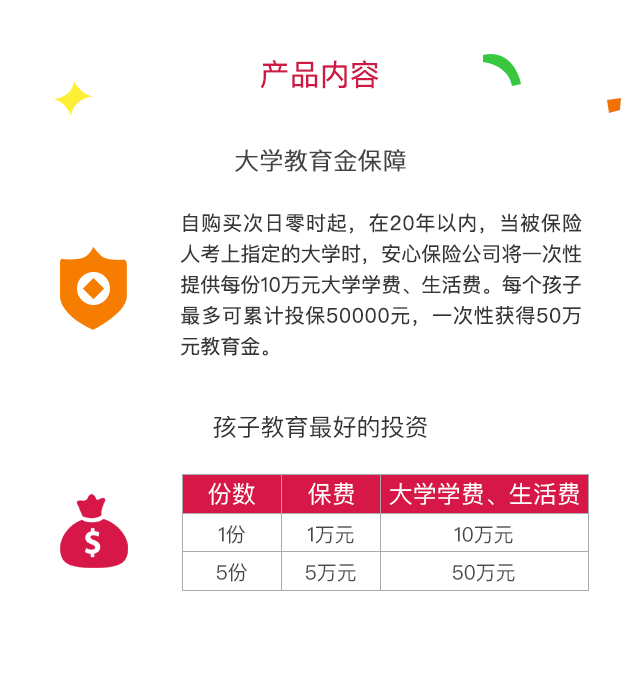 产品内容
大学教育金保障
自购买次日零时起，在20年以内，当被保险
人考上指定的大学时，安心保险公司将一次性
提供每份10万元大学学费、生活费。每个孩子
最多可累计投保50000元，一次性获得50万
元教育金。
孩子教育最好的投资
份数 保费 大学学费、生活费
1份 1万元 10万元
5份 5万元 50万元
$